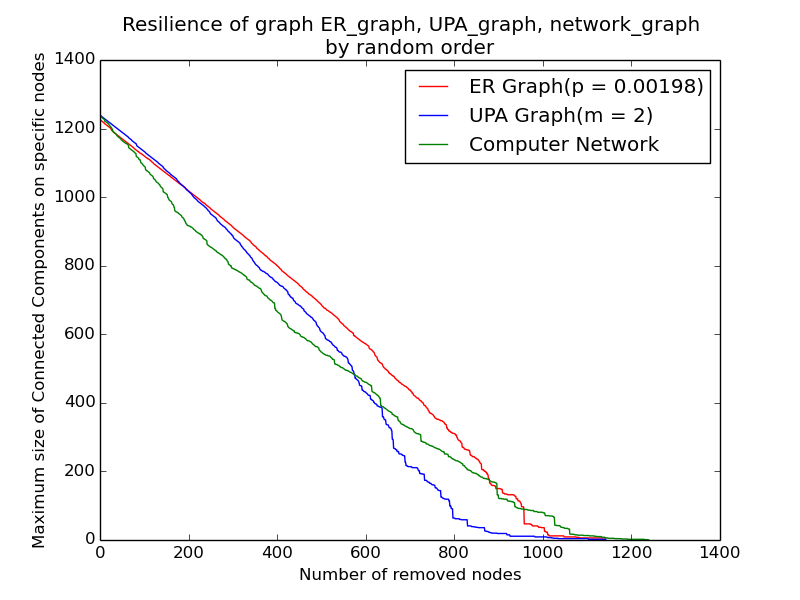 Resilience of graph ER_graph, UPA_graph, network_graph
by random order
Maximum size of Connected Components on specific nodes
1400
1200
1000
800
600
400
200
0
ER Graph(p = 0.00198)
UPA Graph(m = 2)
Computer Network
0 200 400 600 800 1000 1200 1400
Number of removed nodes